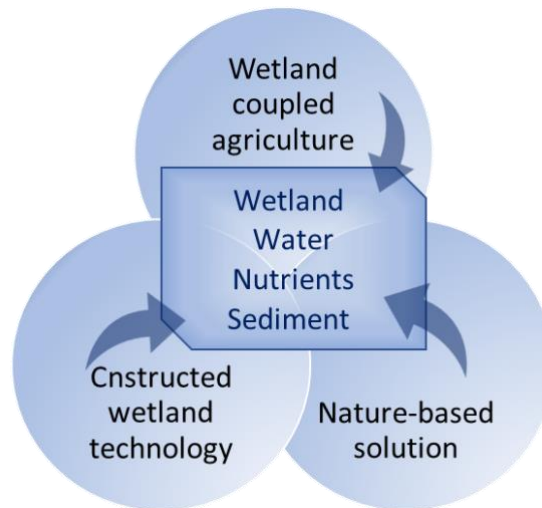 Wetland
coupled
agriculture
Wetland
Water
Nutrients
Sediment
Cnstructed
wetland
technology
Nature-based
solution